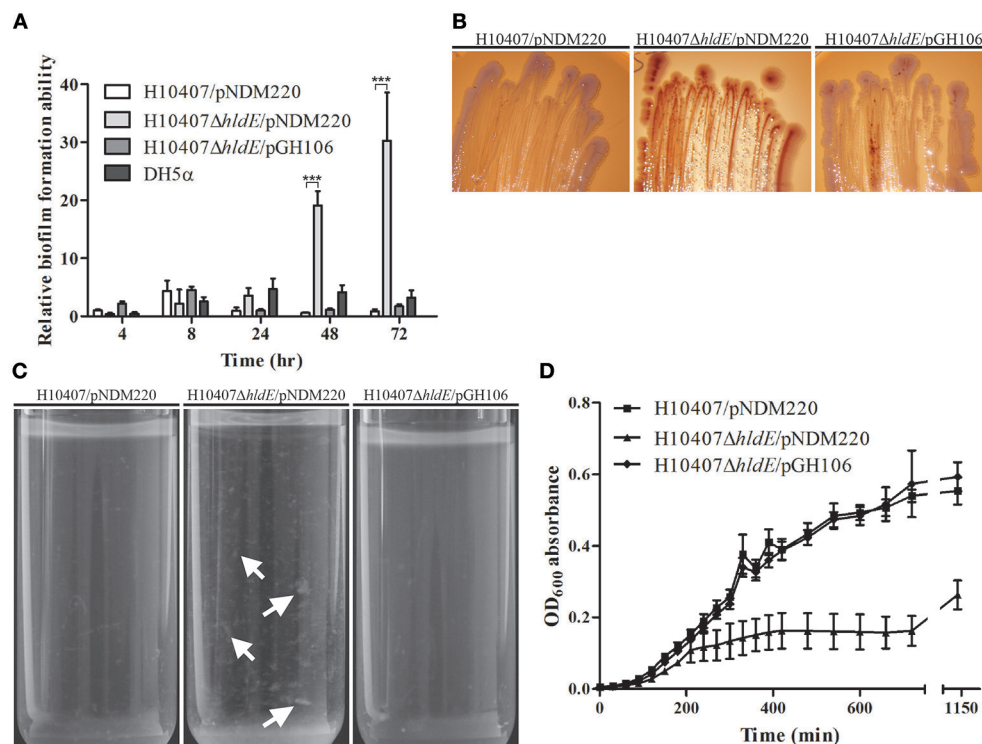 A
Relative biofilm formation ability
40
30
20
10
0
H10407/pNDM220
H10407ΔhldE/pNDM220
H10407ΔhldE/pGH106
DH5α
***
***
4 8 24 48 72
Time (hr)
B
H10407/pNDM220 H10407ΔhldE/pNDM220 H10407ΔhldE/pGH106
C
H10407/pNDM220 H10407ΔhldE/pNDM220 H10407ΔhldE/pGH106
D
OD600 absorbance
0.8
0.6
0.4
0.2
0.0
H10407/pNDM220
H10407ΔhldE/pNDM220
H10407ΔhldE/pGH106
0 200 400 600 1150
Time (min)